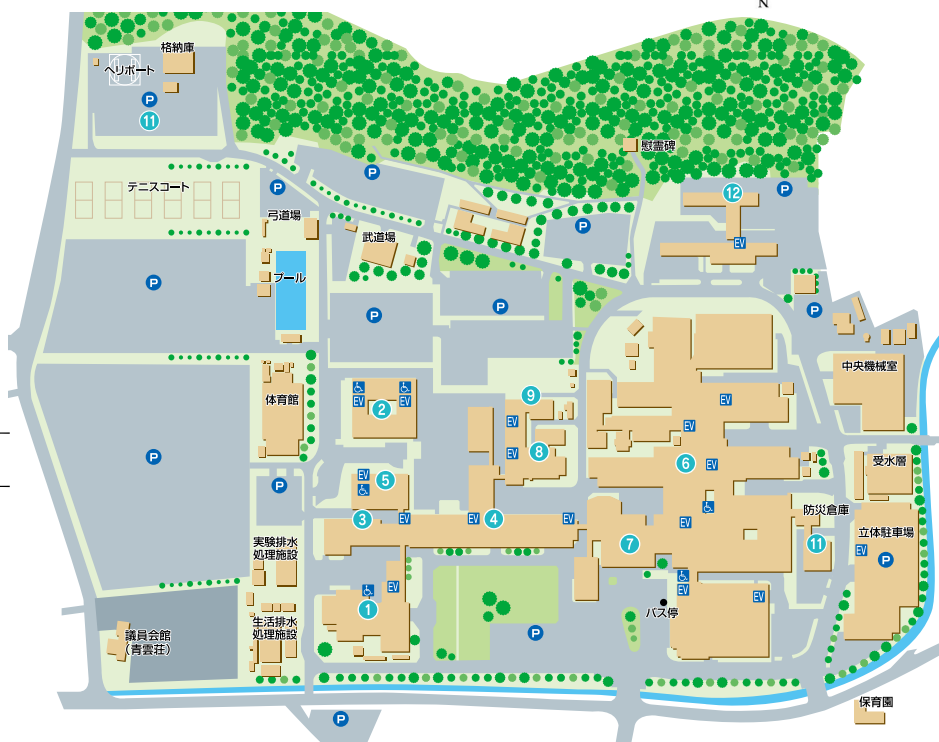 N
格納庫
ヘリポート
P
11
慰霊碑
P
テニスコート
P
P
12
弓道場
P
武道場
EV
プール
P
P
P
P
中央機械室
体育館
EV
EV
2
9
EV
EV
EV
8
EV
P
EV
6
EV
受水層
EV
5
P
3
EV
EV
4
EV
EV
防災倉庫
実験排水
処理施設
7
11
立体駐車場
EV
P
EV
1
EV
EV
バス停
生活排水
処理施設
P
議員会館
(青雲荘)
保育園
P